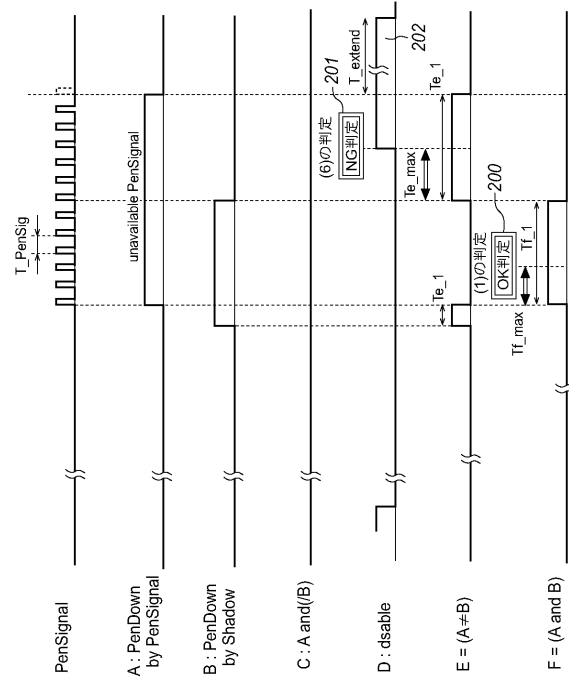 PenSignal
T_PenSig
A : PenDown
by PenSignal
unavailable PenSignal
B : PenDown
by Shadow
C : A and(/B)
D : dsable
(6)の判定
NG判定
201
T_extend
202
E = (A≠B)
Te_1
Te_max
Te_1
(1)の判定
OK判定
200
F = (A and B)
Tf_max
Tf_1